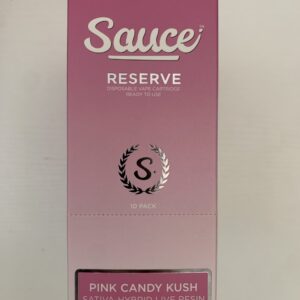 Sauce
RESERVE
DISPOSABLE VAPE CARTRIDGE
READY TO USE
S.
10 PACK
PINK CANDY KUSH
SATIVA-HYBRID LIVE RESIN